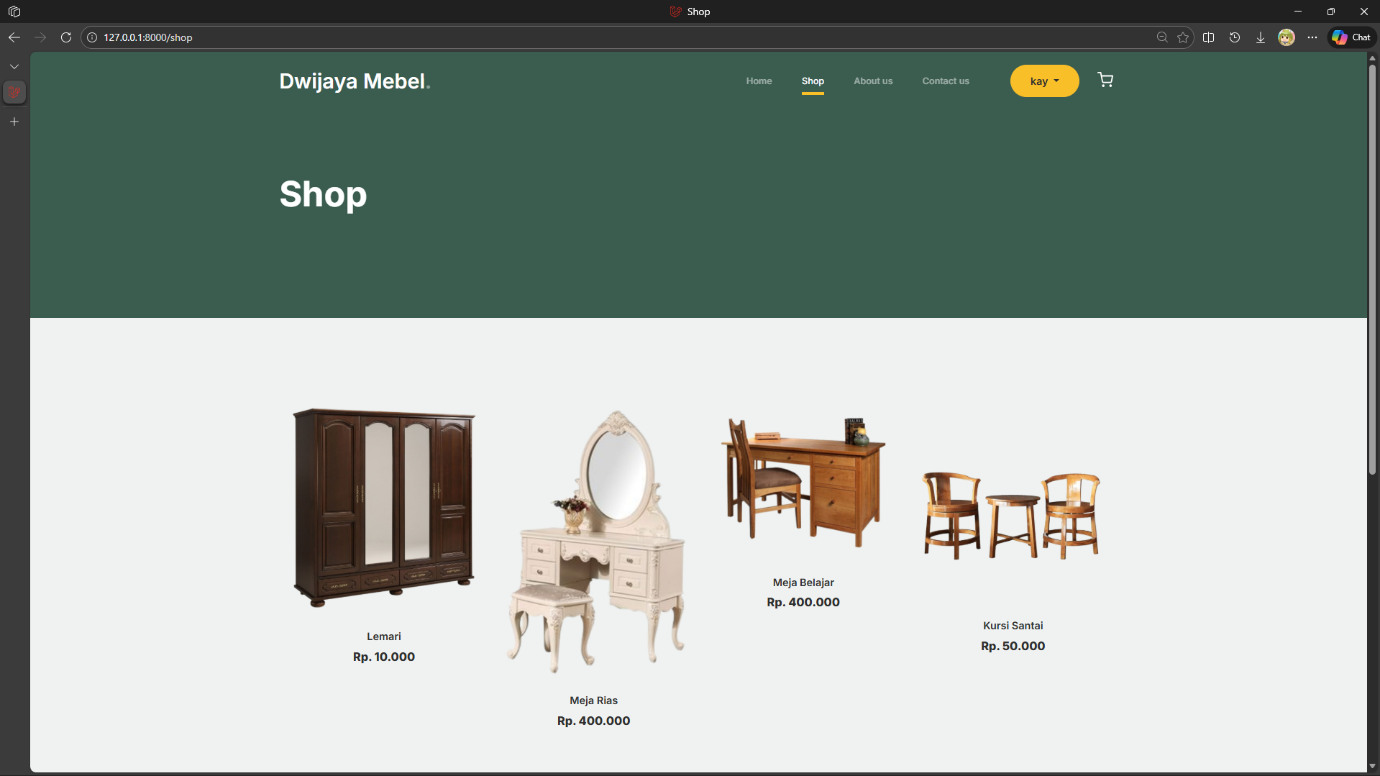 Shop
127.0.0.1:8000/shop
Chat
Dwijaya Mebel.
Home
Shop
About us
Contact us
kay
Shop
Lemari
Rp. 10.000
Meja Rias
Rp. 400.000
Meja Belajar
Rp. 400.000
Kursi Santai
Rp. 50.000